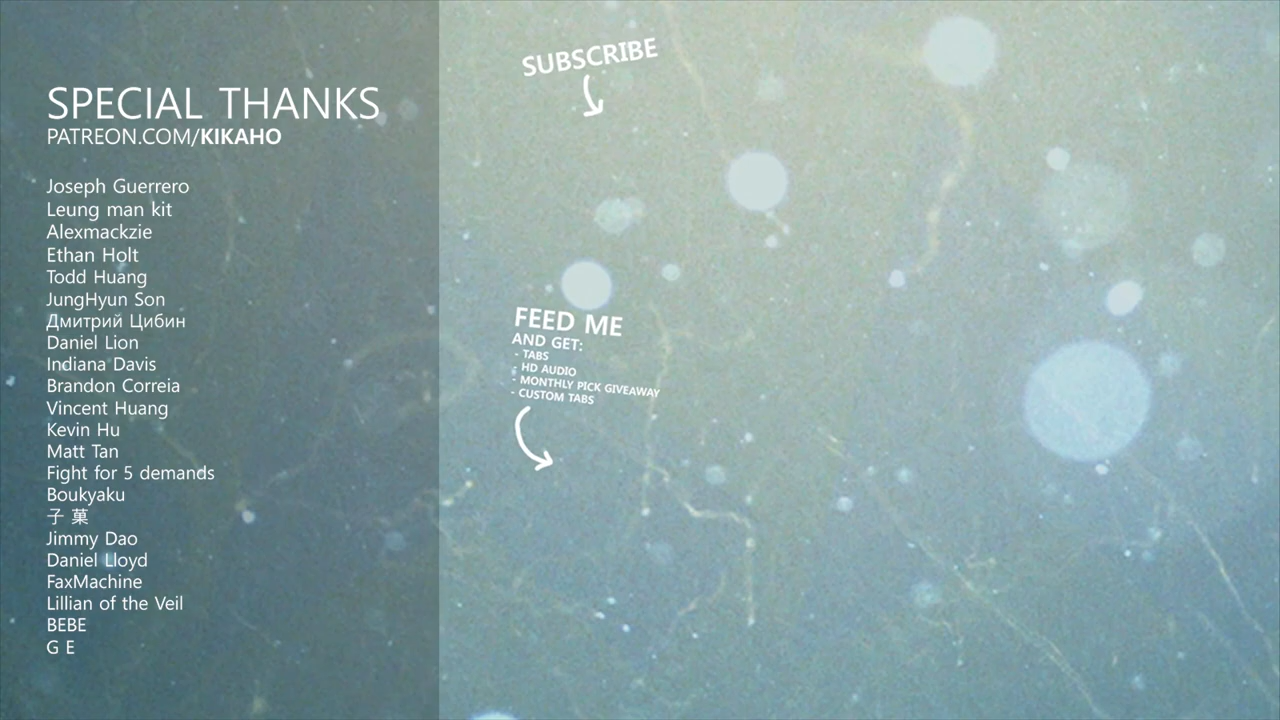 SPECIAL THANKS
PATREON.COM/KIKAHO
Joseph Guerrero
Leung man kit
Alexmackzie
Ethan Holt
Todd Huang
JungHyun Son
Дмитрий Цибин
Daniel Lion
Indiana Davis
Brandon Correia
Vincent Huang
Kevin Hu
Matt Tan
Fight for 5 demands
Boukyaku
子 菓
Jimmy Dao
Daniel Lloyd
FaxMachine
Lillian of the Veil
BEBE
G E
SUBSCRIBE
FEED ME
AND GET:
- TABS
- HD AUDIO
- MONTHLY PICK GIVEAWAY
- CUSTOM TABS